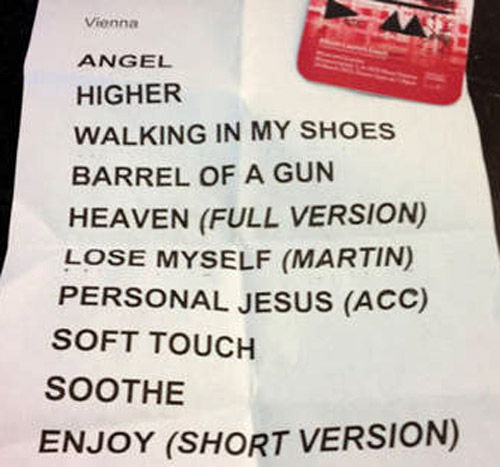 Vienna
ANGEL
HIGHER
WALKING IN MY SHOES
BARREL OF A GUN
HEAVEN (FULL VERSION)
LOSE MYSELF (MARTIN)
PERSONAL JESUS (ACC)
SOFT TOUCH
SOOTHE
ENJOY (SHORT VERSION)